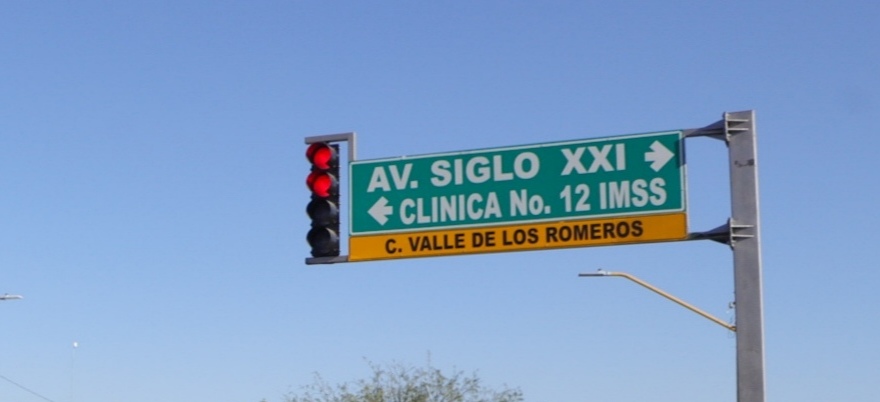 AV. SIGLO XXI
CLINICA No. 12 IMSS
C. VALLE DE LOS ROMEROS